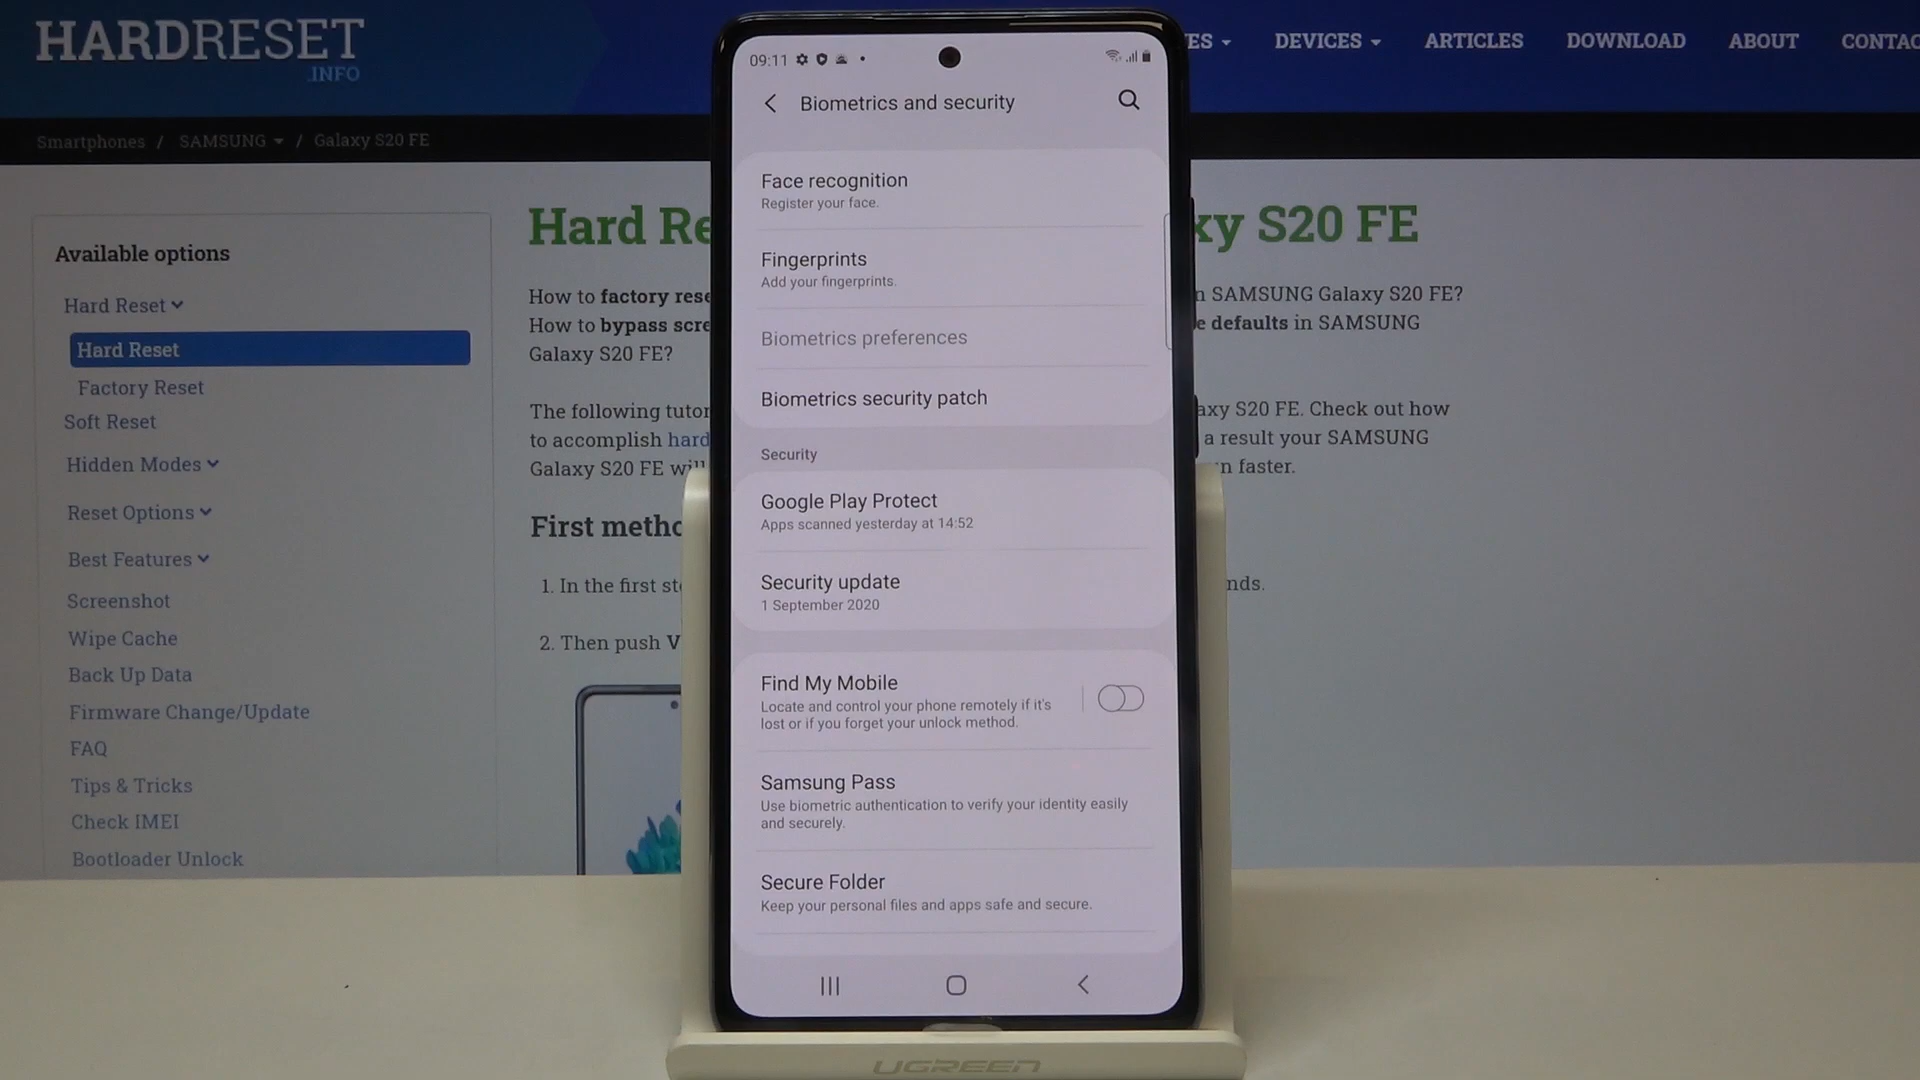 HARDRESET
.INFO
ES
DEVICES
ARTICLES
DOWNLOAD
ABOUT
CONTAC
Smartphones / SAMSUNG / Galaxy S20 FE
Available options
Hard Reset
Hard Reset
Factory Reset
Soft Reset
Hidden Modes
Reset Options
Best Features
Screenshot
Wipe Cache
Back Up Data
Firmware Change/Update
FAQ
Tips & Tricks
Check IMEI
Bootloader Unlock
Hard Re
xy S20 FE
How to factory rese
n SAMSUNG Galaxy S20 FE?
How to bypass scre
e defaults in SAMSUNG
Galaxy S20 FE?
The following tutor
axy S20 FE. Check out how
to accomplish hard
a result your SAMSUNG
Galaxy S20 FE will
n faster.
First metho
1. In the first ste
nds.
2. Then push V
09:11
Biometrics and security
Face recognition
Register your face.
Fingerprints
Add your fingerprints.
Biometrics preferences
Biometrics security patch
Security
Google Play Protect
Apps scanned yesterday at 14:52
Security update
1 September 2020
Find My Mobile
Locate and control your phone remotely if it's
lost or if you forget your unlock method.
Samsung Pass
Use biometric authentication to verify your identity easily
and securely.
Secure Folder
Keep your personal files and apps safe and secure.
UGREEN